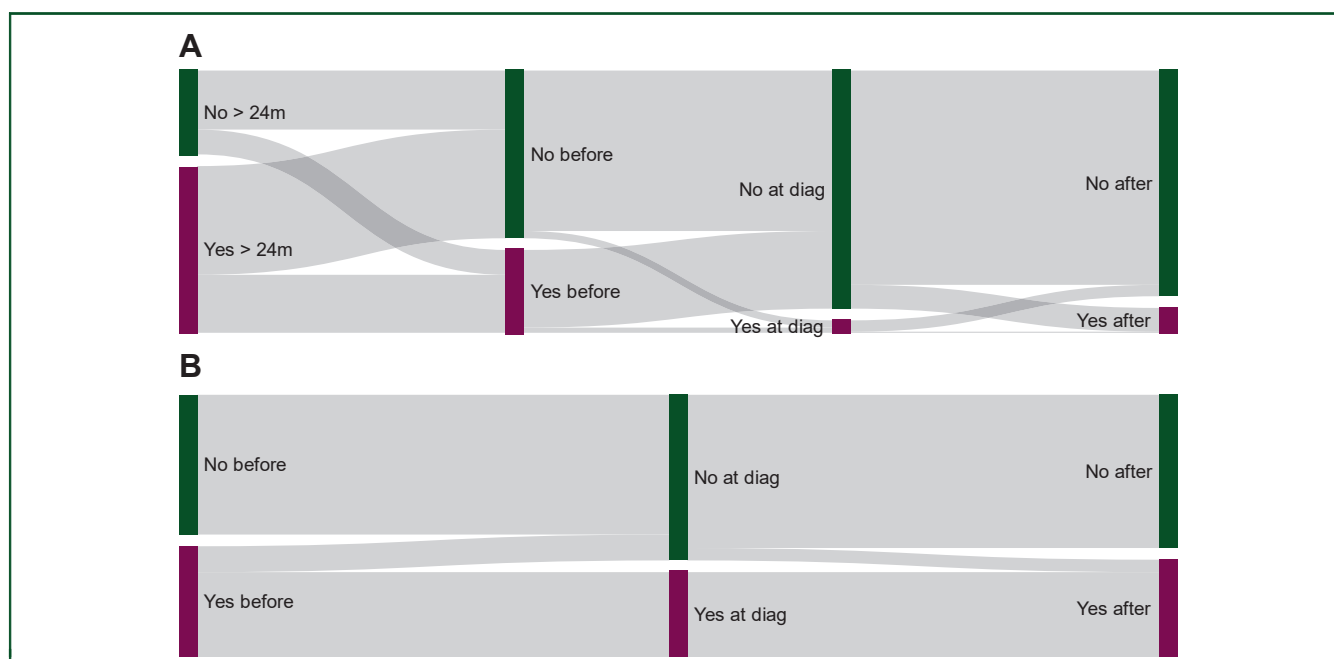 A
No > 24m
No before
No at diag
No after
Yes > 24m
Yes before
Yes at diag
Yes after
B
No before
No at diag
No after
Yes before
Yes at diag
Yes after